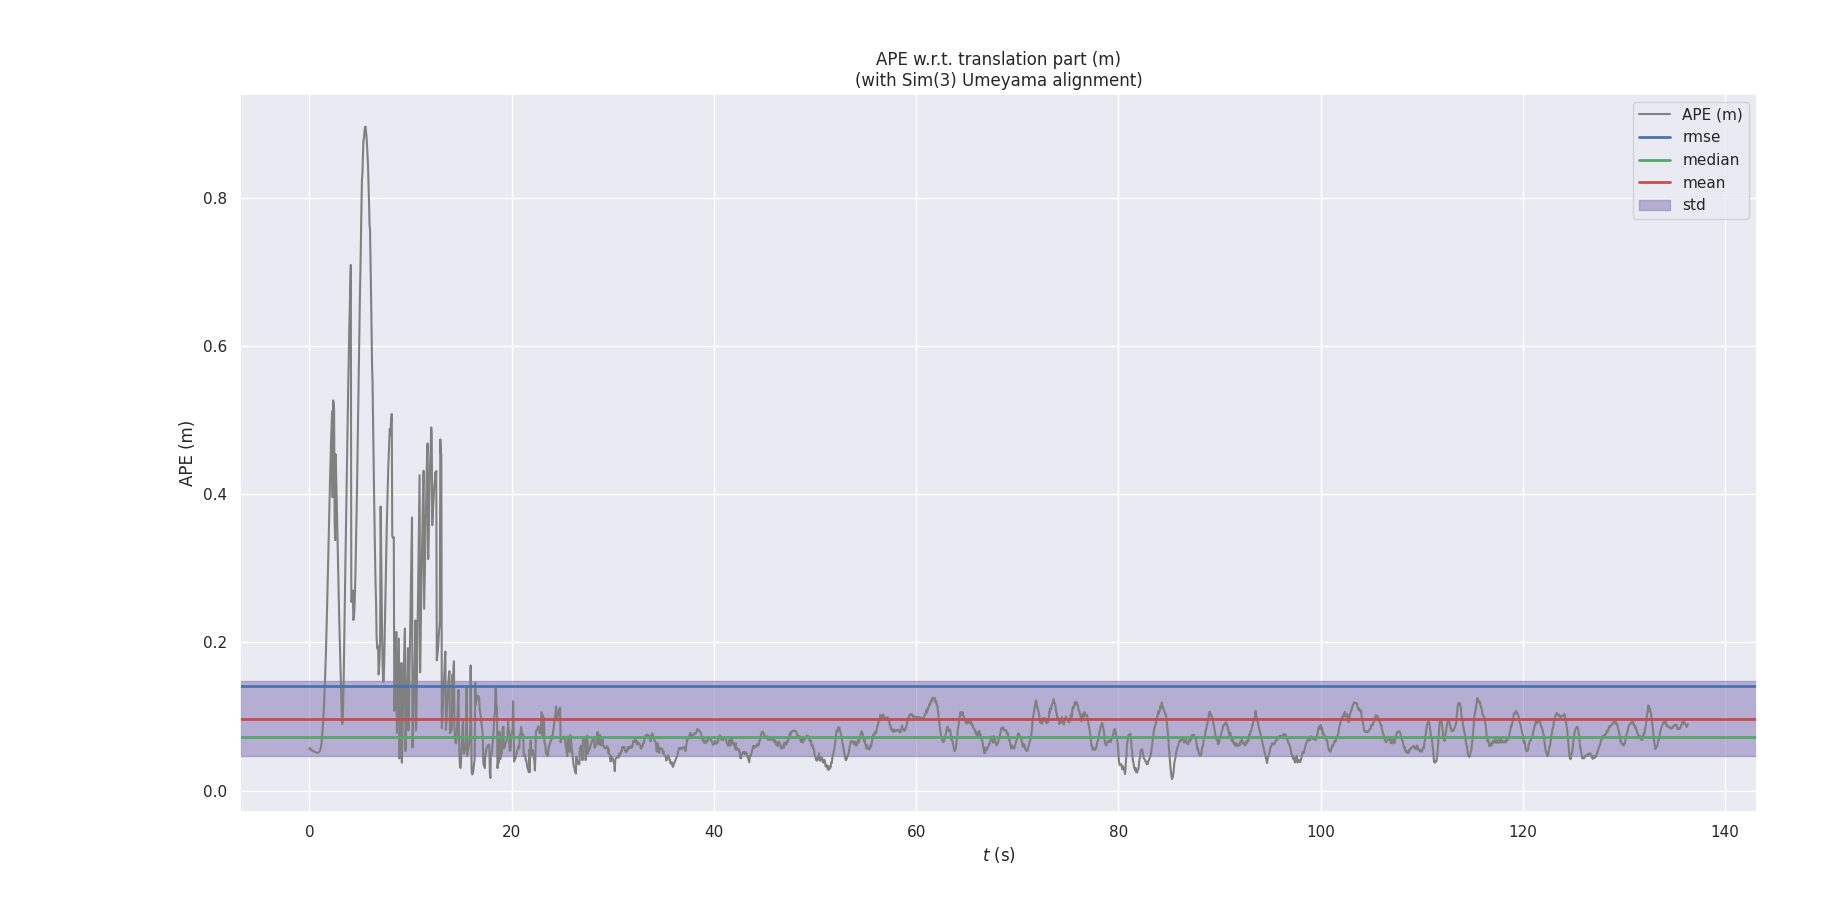 APE w.r.t. translation part (m)
(with Sim(3) Umeyama alignment)
APE (m)
rmse
median
mean
std
APE (m)
0.8
0.6
0.4
0.2
0.0
0
20
40
60
80
100
120
140
t (s)